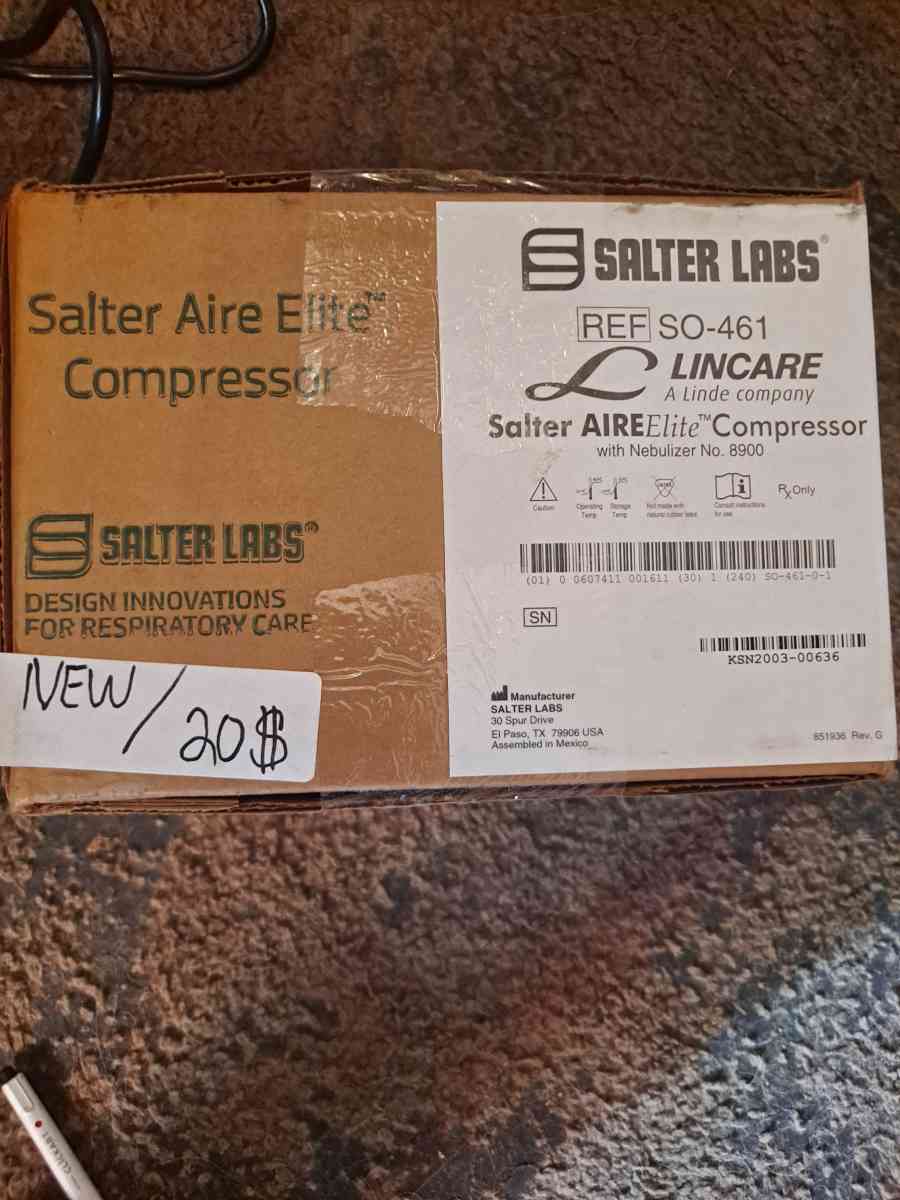 Salter Aire Elite™
Compressor
SALTER LABS®
DESIGN INNOVATIONS
FOR RESPIRATORY CARE
NEW / 20$
SALTER LABS®
REF SO-461
LINCARE
A Linde company
Salter AIREElite™Compressor
with Nebulizer No. 8900
Caution
Operating Temp
Storage Temp
Not made with
natural rubber latex
Consult instructions
for use
Rx Only
(01) 0 0607411 001611 (30) 1 (240) SO-461-0-1
SN
KSN2003-00636
Manufacturer
SALTER LABS
30 Spur Drive
El Paso, TX 79906 USA
Assembled in Mexico
851936 Rev. G